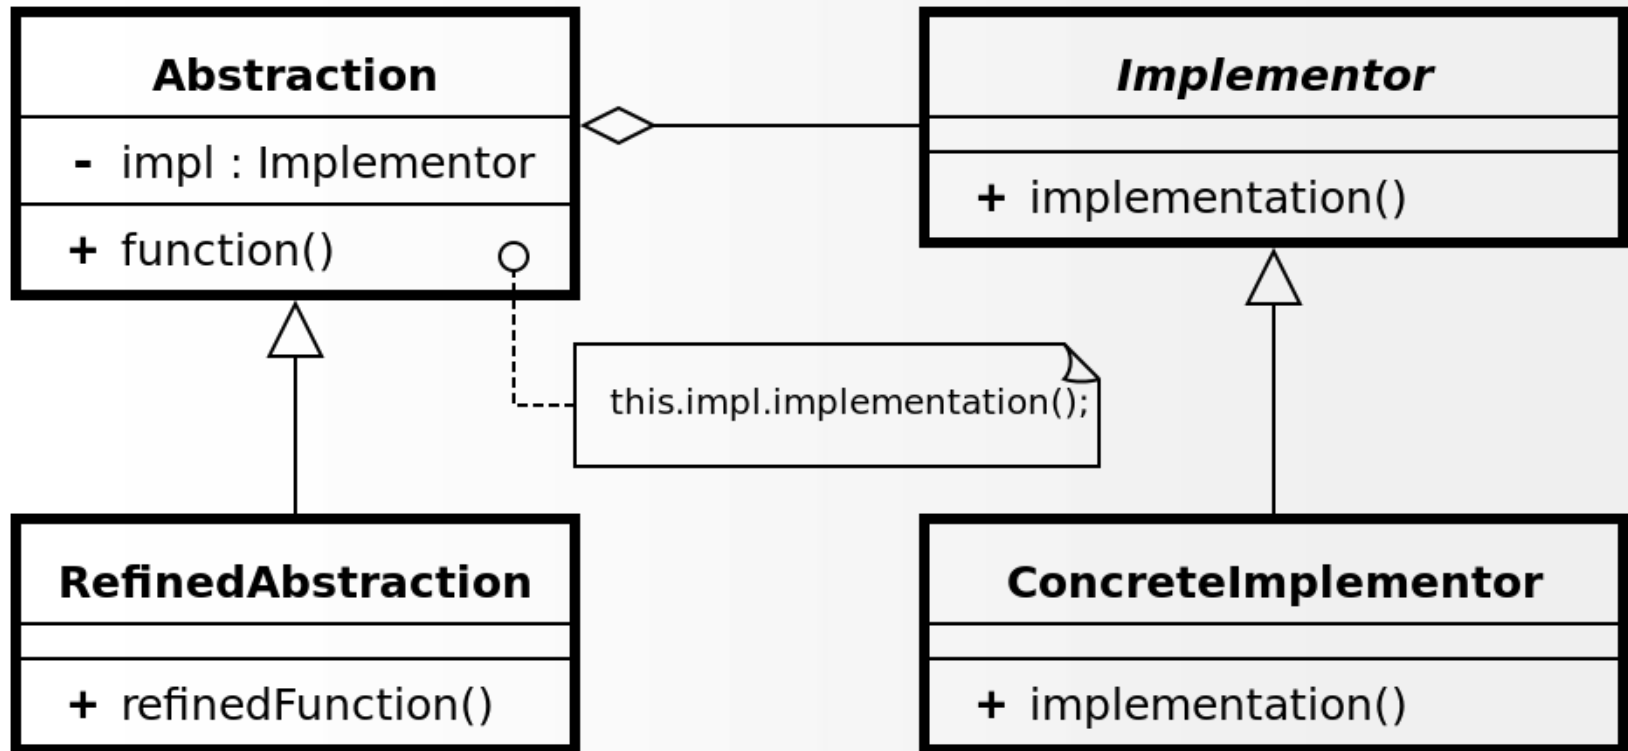 Abstraction
- impl : Implementor
+ function()
Implementor
+ implementation()
this.impl.implementation();
RefinedAbstraction
+ refinedFunction()
ConcreteImplementor
+ implementation()